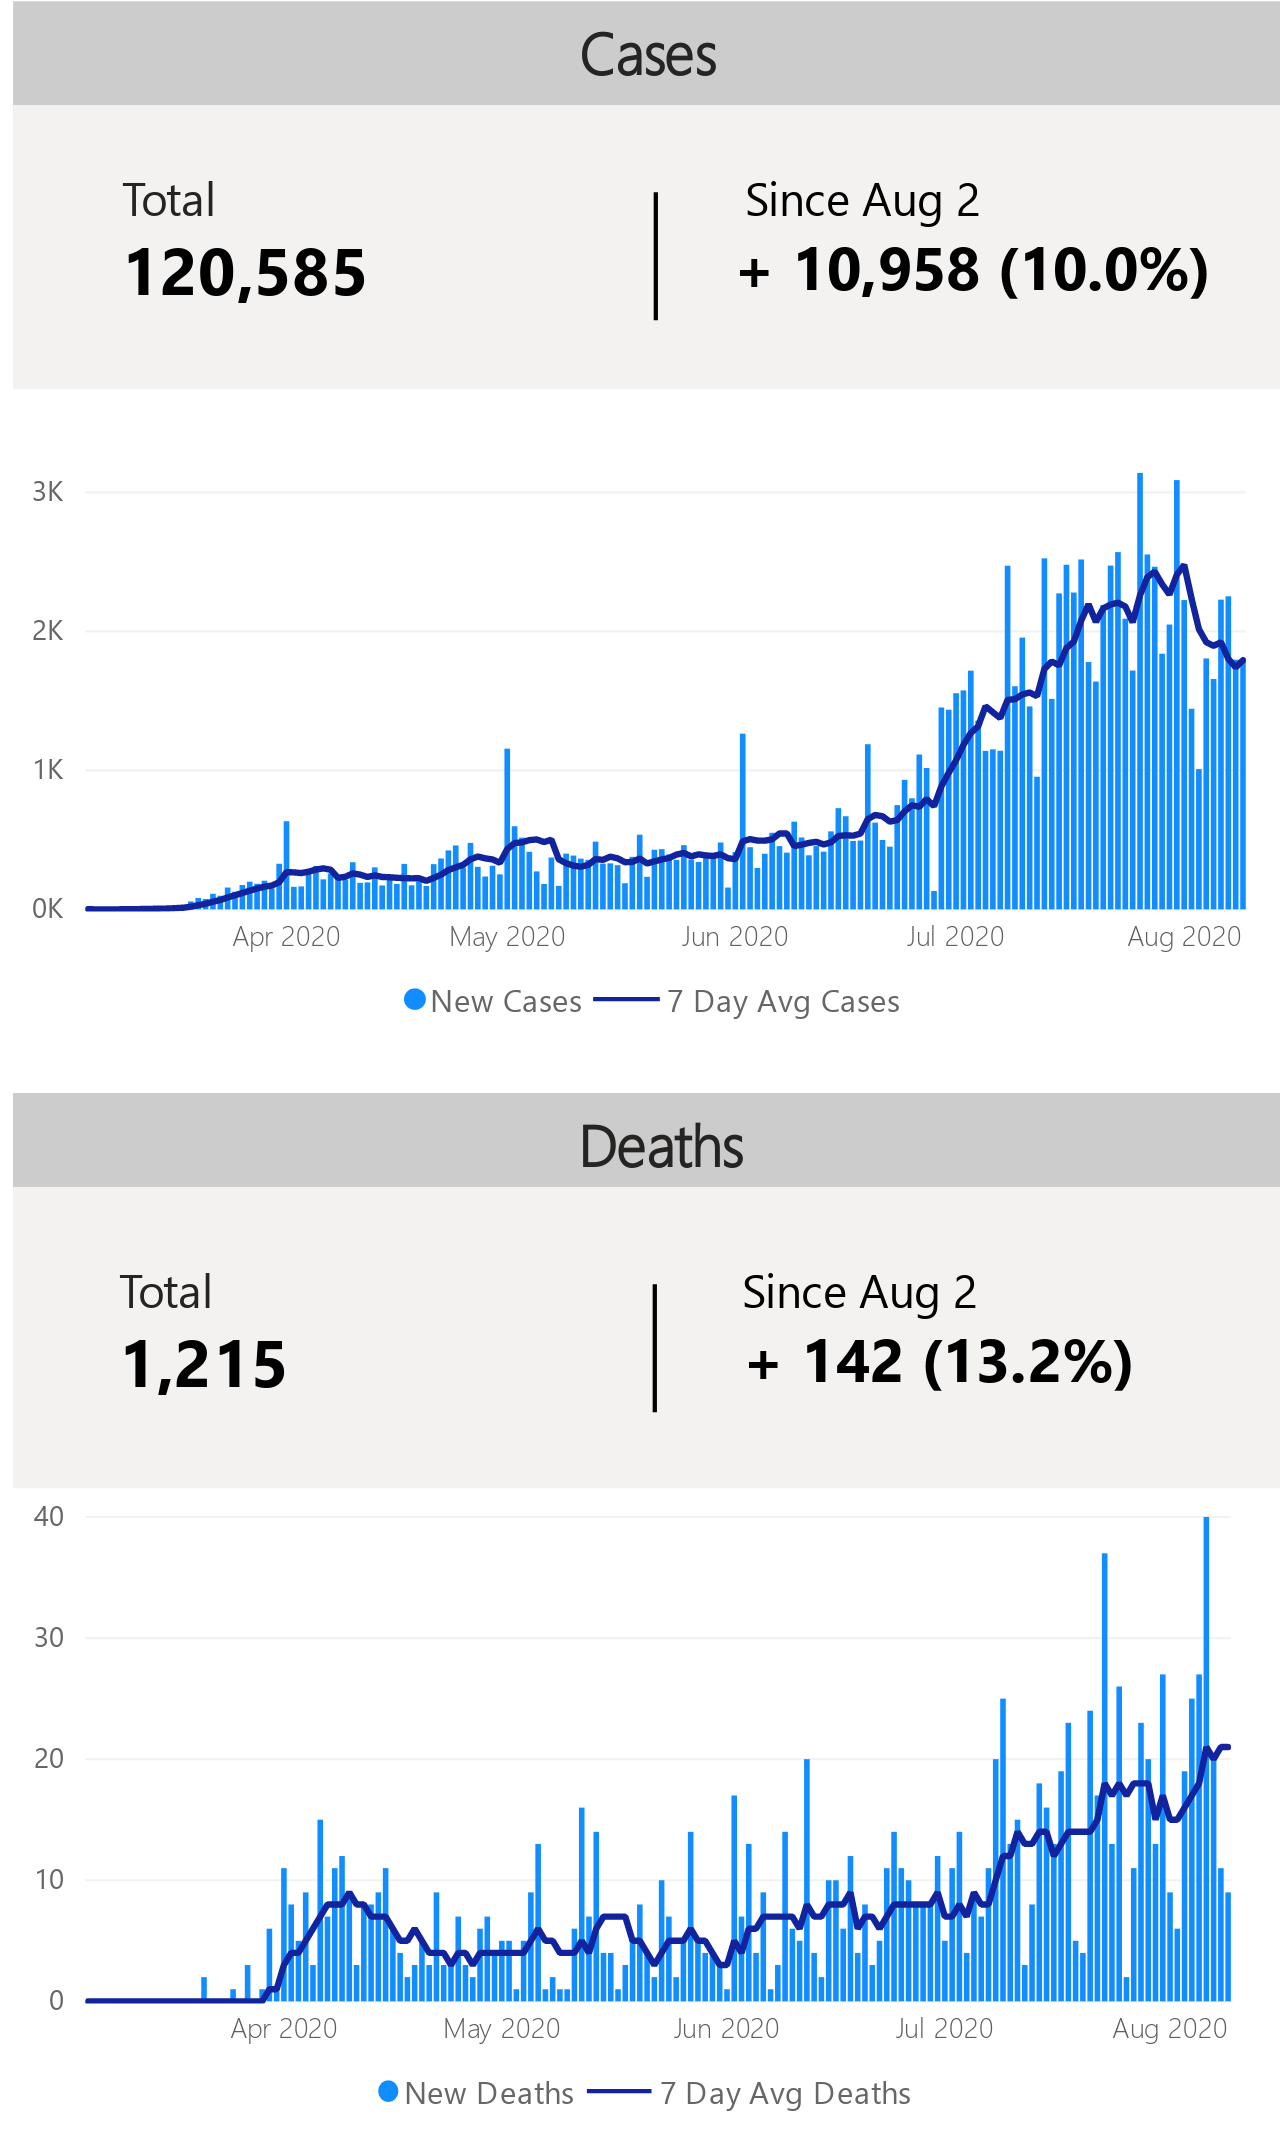 Cases
Total
Since Aug 2
120,585
+ 10,958 (10.0%)
3K
2K
1K
0K
Apr 2020
May 2020
Jun 2020
Jul 2020
Aug 2020
New Cases
7 Day Avg Cases
Deaths
Total
Since Aug 2
1,215
+ 142 (13.2%)
40
30
20
10
0
Apr 2020
May 2020
Jun 2020
Jul 2020
Aug 2020
New Deaths
7 Day Avg Deaths